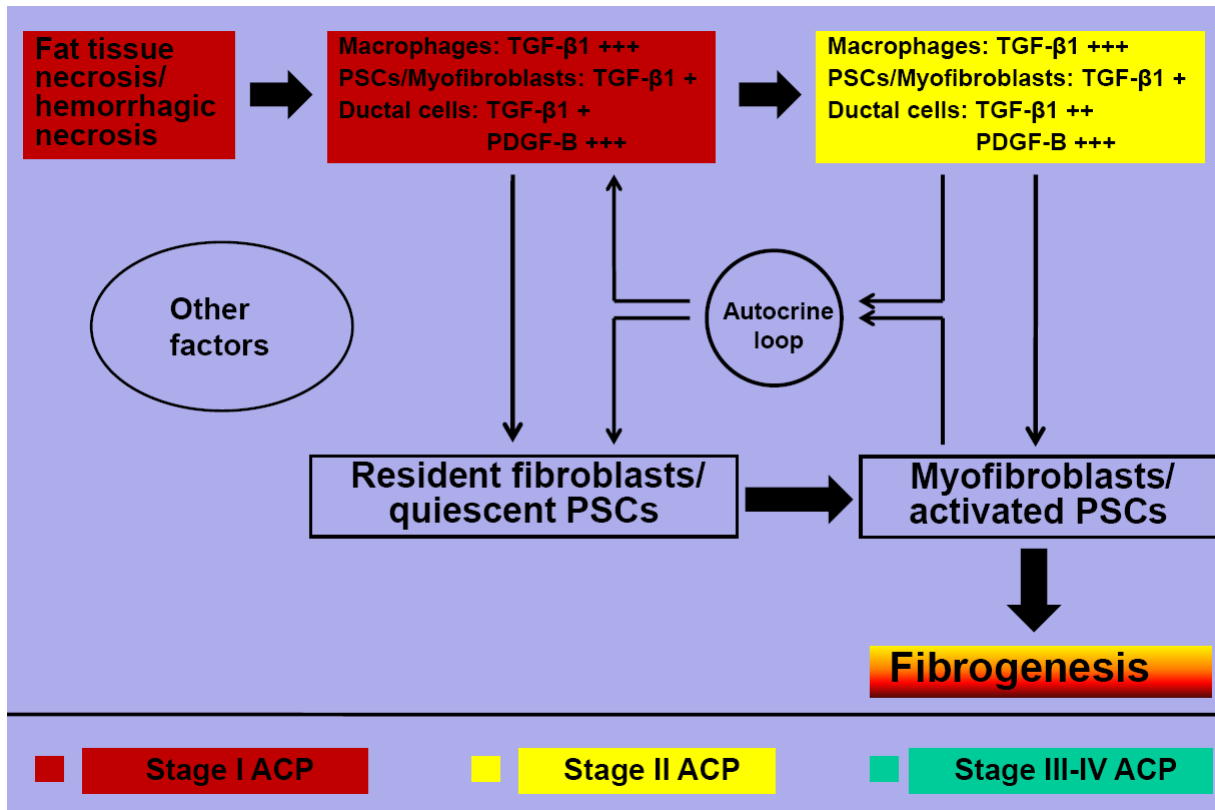 Fat tissue
necrosis/
hemorrhagic
necrosis
Macrophages: TGF-β1 +++
PSCs/Myofibroblasts: TGF-β1 +
Ductal cells: TGF-β1 +
PDGF-B +++
Macrophages: TGF-β1 +++
PSCs/Myofibroblasts: TGF-β1 +
Ductal cells: TGF-β1 ++
PDGF-B +++
Other
factors
Autocrine
loop
Resident fibroblasts/
quiescent PSCs
Myofibroblasts/
activated PSCs
Fibrogenesis
Stage I ACP
Stage II ACP
Stage III-IV ACP